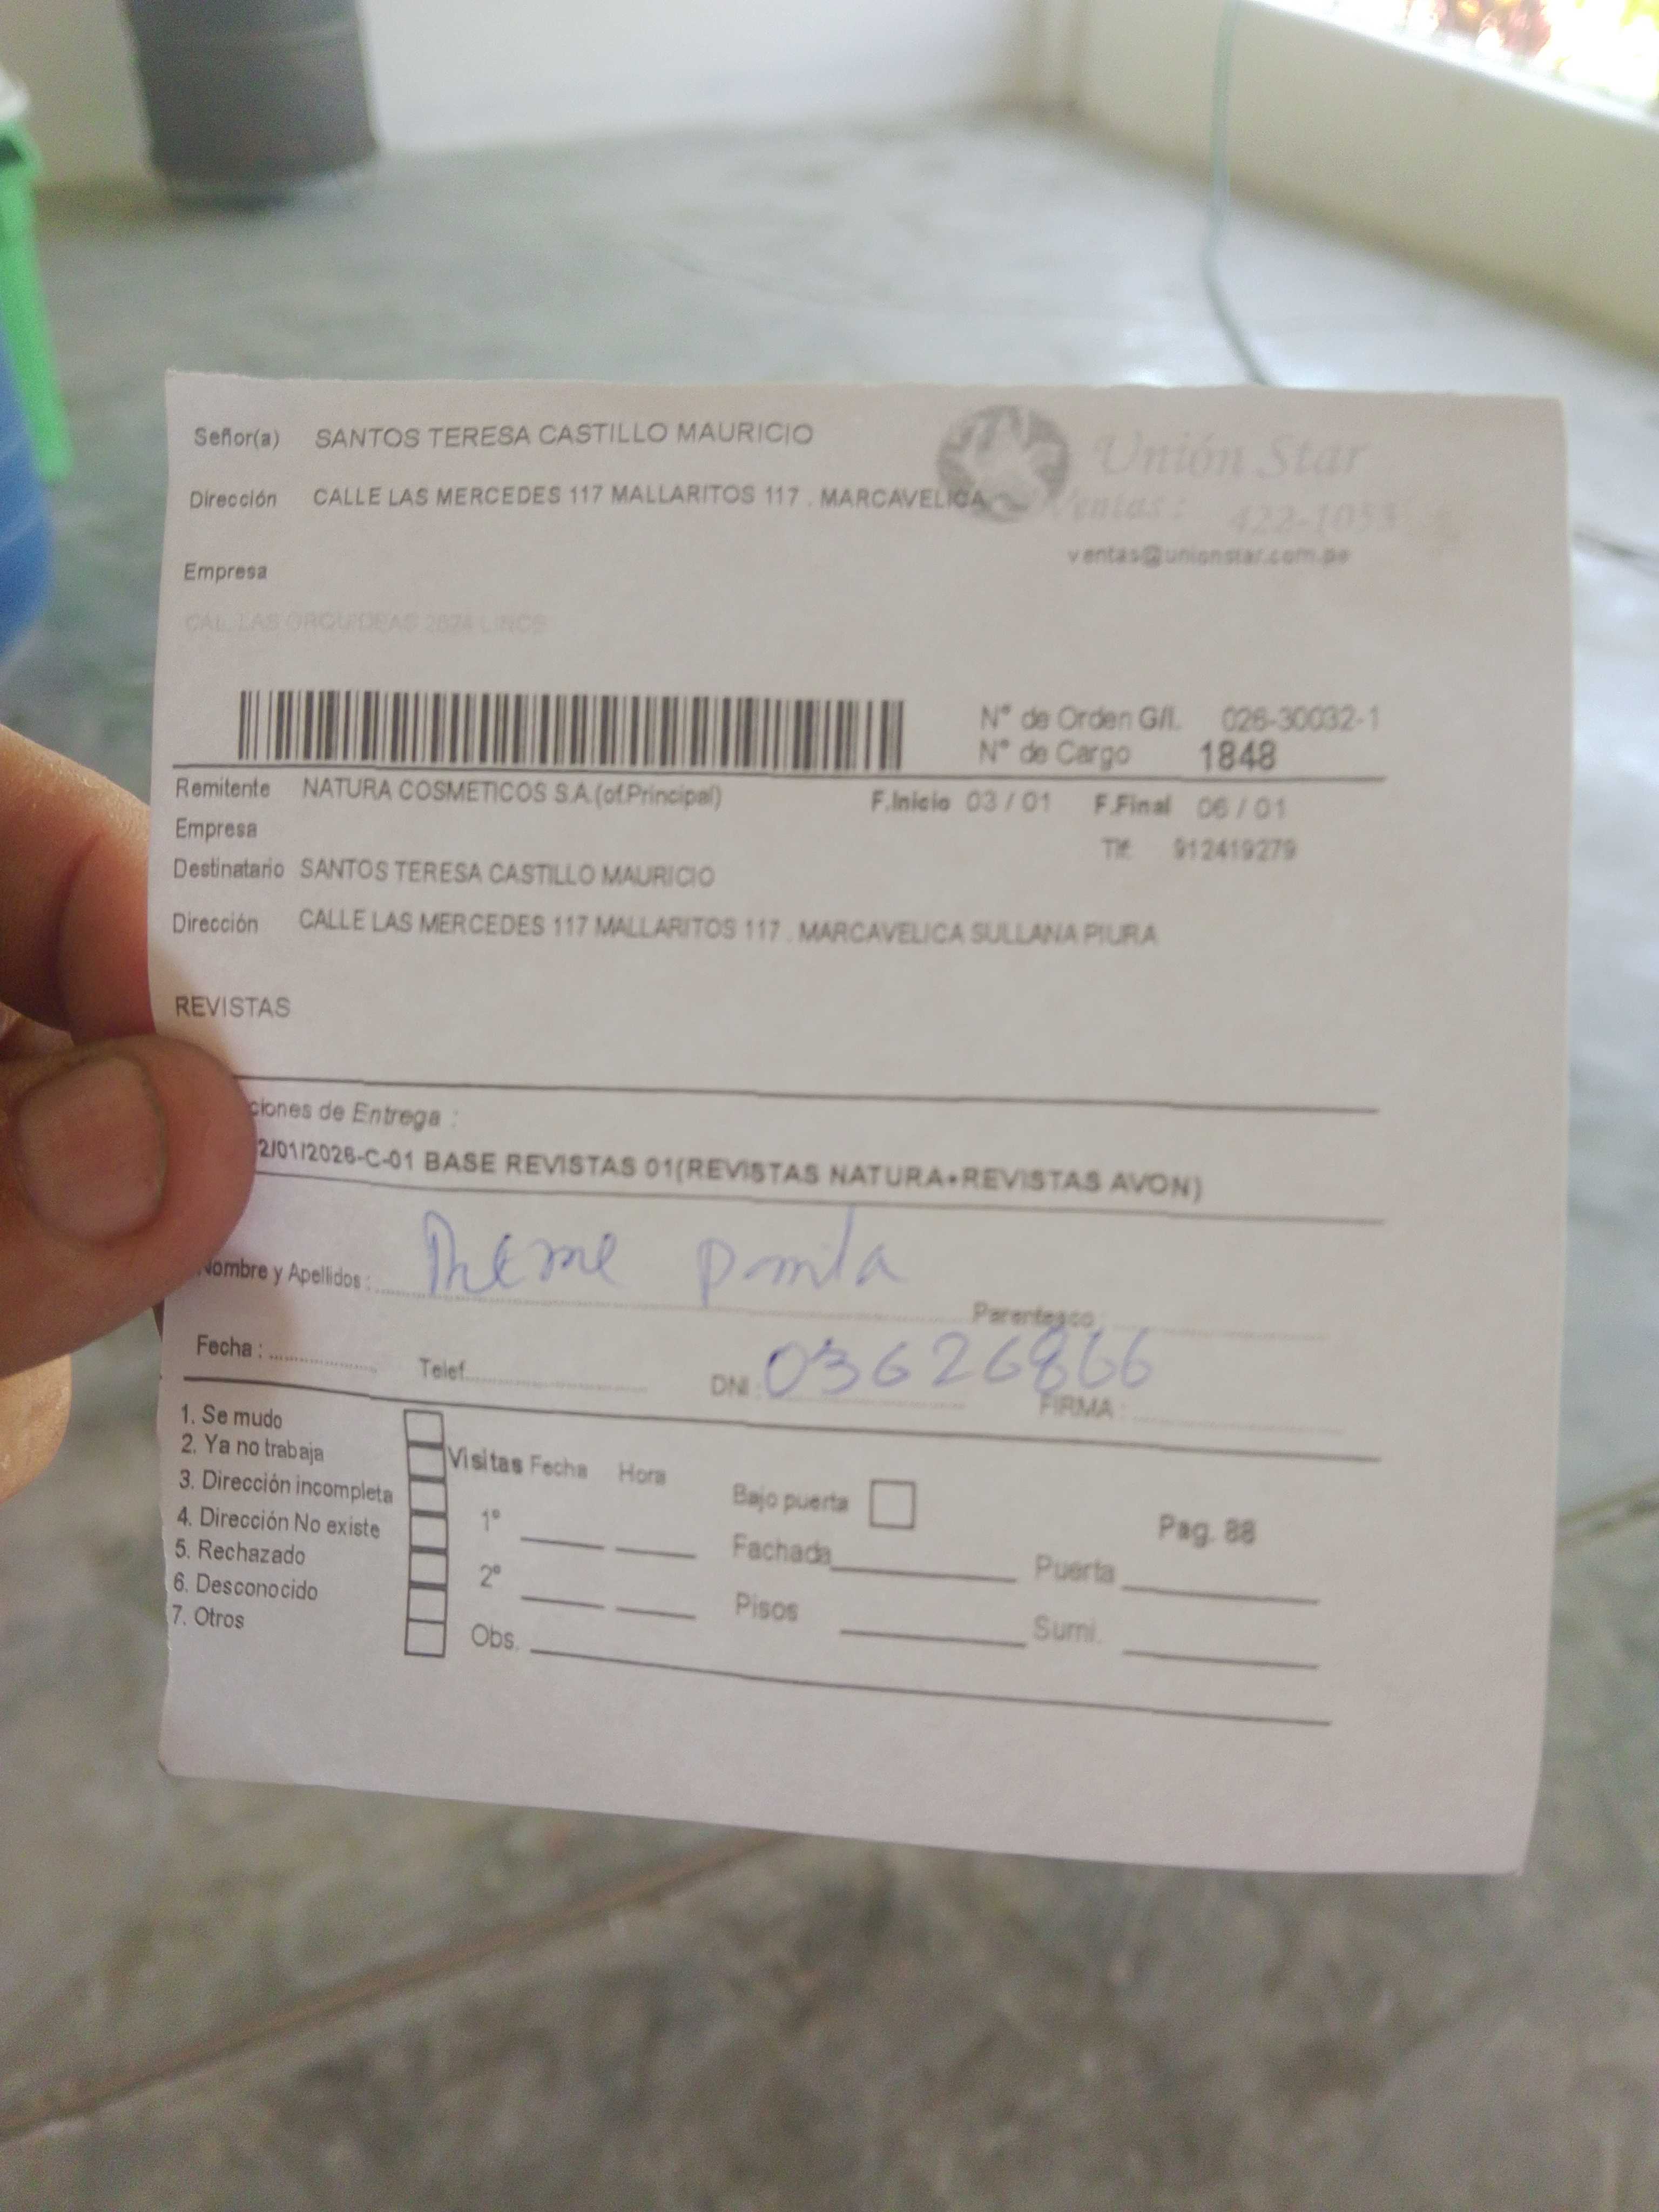 Señor(a) SANTOS TERESA CASTILLO MAURICIO
Unión Star
Dirección CALLE LAS MERCEDES 117 MALLARITOS 117 . MARCAVELICA
Ventas : 422-1053
ventas@unionstar.com.pe
Empresa
CAL. LAS ORQUIDEAS LINCE
N° de Orden G/I. 026-30032-1
N° de Cargo 1848
Remitente NATURA COSMETICOS S.A.(of.Principal) F.Inicio 03 / 01 F.Final 06 / 01
Empresa
Tlf. 912419279
Destinatario SANTOS TERESA CASTILLO MAURICIO
Dirección CALLE LAS MERCEDES 117 MALLARITOS 117 . MARCAVELICA SULLANA PIURA
REVISTAS
ciones de Entrega :
2/01/2026-C-01 BASE REVISTAS 01(REVISTAS NATURA+REVISTAS AVON)
Nombre y Apellidos :
Parentesco :
Fecha : Telef. DNI : 03626866 FIRMA :
1. Se mudo
2. Ya no trabaja
3. Dirección incompleta
4. Dirección No existe
5. Rechazado
6. Desconocido
7. Otros
Visitas Fecha Hora
1°
2°
Obs.
Bajo puerta
Fachada
Pisos
Pag. 88
Puerta
Sumi.